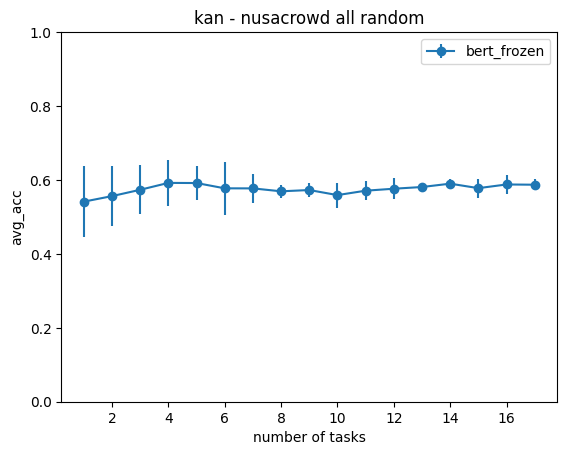 kan - nusacrowd all random
bert_frozen
avg_acc
1.0
0.8
0.6
0.4
0.2
0.0
2 4 6 8 10 12 14 16
number of tasks